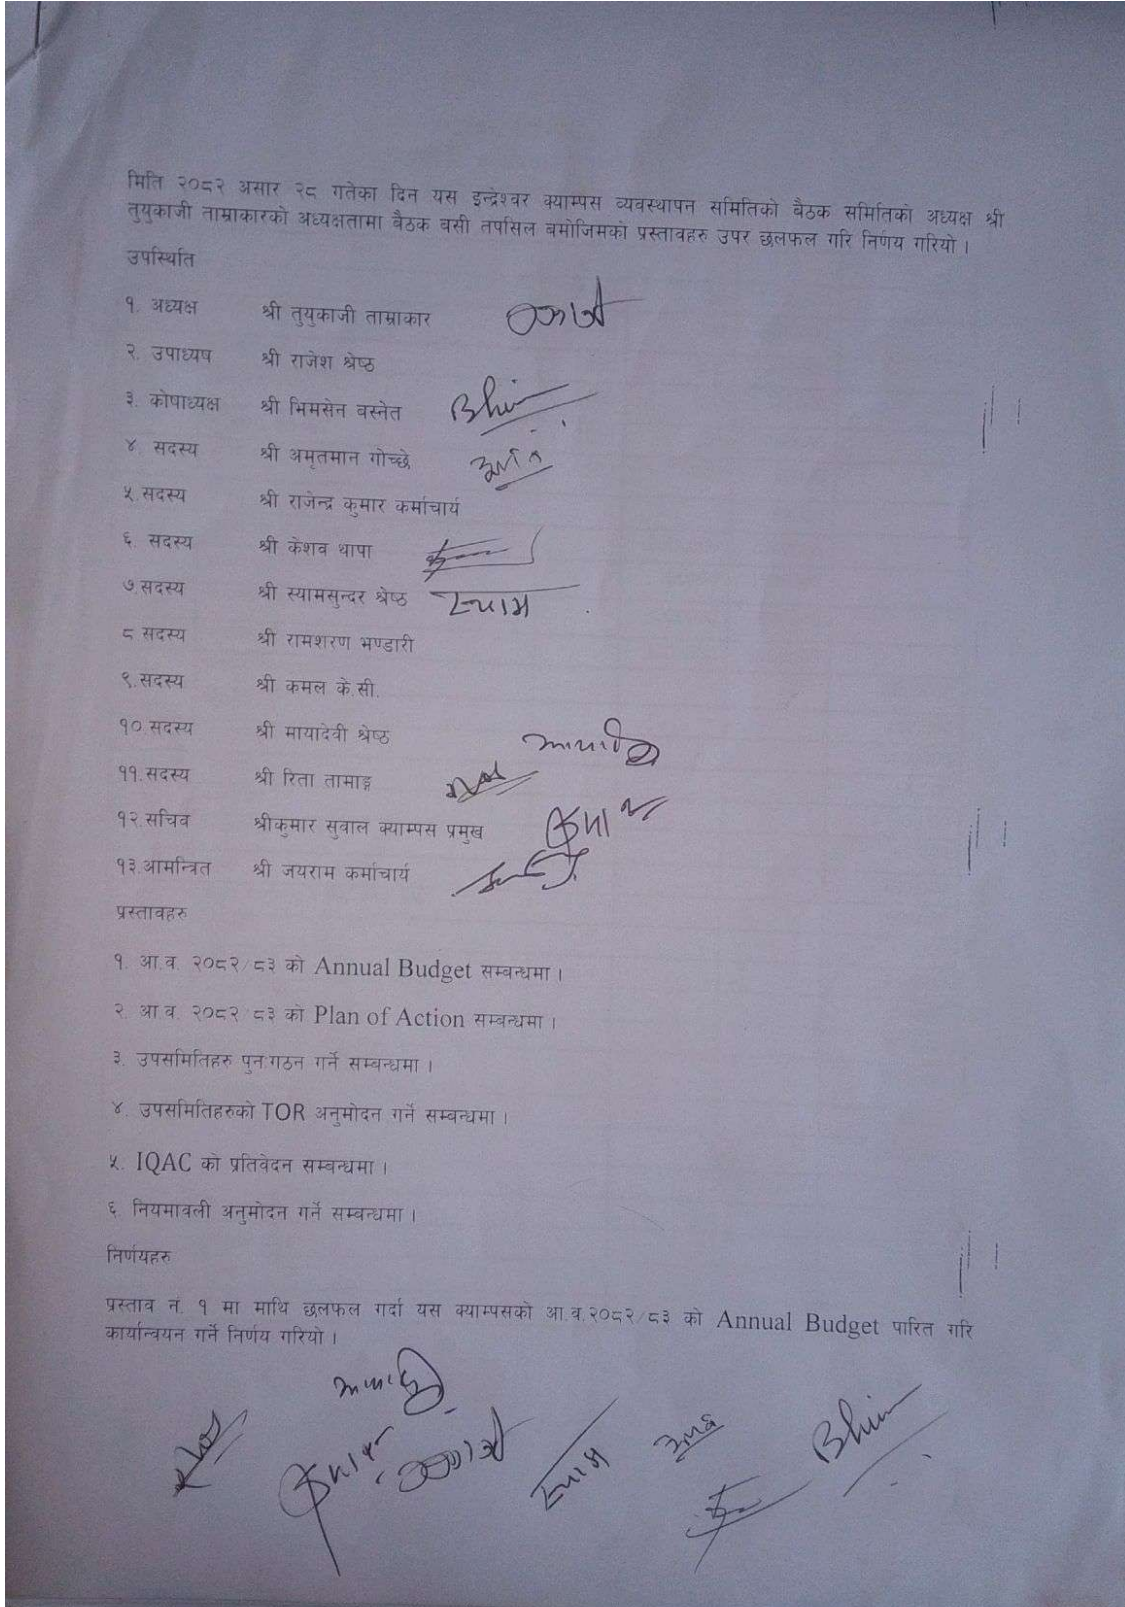 मिति २०८२ असार २८ गतेका दिन यस इन्द्रेश्वर क्याम्पस व्यवस्थापन समितिको बैठक समितिको अध्यक्ष श्री
तुयुकाजी ताम्राकारको अध्यक्षतामा बैठक बसी तपसिल बमोजिमको प्रस्तावहरु उपर छलफल गरि निर्णय गरियो ।
उपस्थिति
१. अध्यक्ष श्री तुयुकाजी ताम्राकार
२. उपाध्यष श्री राजेश श्रेष्ठ
३. कोषाध्यक्ष श्री भिमसेन वस्नेत Bhim
४. सदस्य श्री अमृतमान गोच्छे
५.सदस्य श्री राजेन्द्र कुमार कर्माचार्य
६. सदस्य श्री केशव थापा
७.सदस्य श्री स्यामसुन्दर श्रेष्ठ श्याम
८ सदस्य श्री रामशरण भण्डारी
९.सदस्य श्री कमल के.सी.
१०.सदस्य श्री मायादेवी श्रेष्ठ
११.सदस्य श्री रिता तामाङ्ग
१२.सचिव श्रीकुमार सुवाल क्याम्पस प्रमुख
१३.आमन्त्रित श्री जयराम कर्माचार्य
प्रस्तावहरु
१. आ.व. २०८२/८३ को Annual Budget सम्बन्धमा ।
२. आ.व. २०८२/८३ को Plan of Action सम्बन्धमा ।
३. उपसमितिहरु पुन:गठन गर्ने सम्बन्धमा ।
४. उपसमितिहरुको TOR अनुमोदन गर्ने सम्बन्धमा ।
५. IQAC को प्रतिवेदन सम्बन्धमा ।
६. नियमावली अनुमोदन गर्ने सम्बन्धमा ।
निर्णयहरु
प्रस्ताव नं. १ मा माथि छलफल गर्दा यस क्याम्पसको आ.व.२०८२/८३ को Annual Budget पारित गरि
कार्यान्वयन गर्ने निर्णय गरियो ।
श्याम Bhim